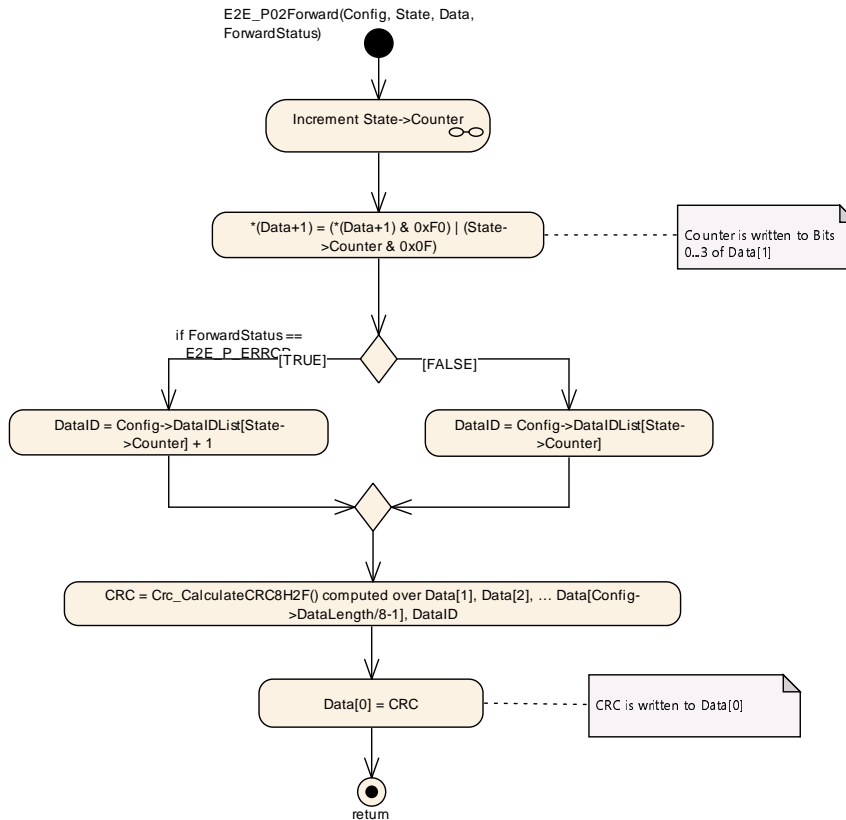 E2E_P02Forward(Config, State, Data,
ForwardStatus)
Increment State->Counter
*(Data+1) = (*(Data+1) & 0xF0) | (State-
>Counter & 0x0F)
Counter is written to Bits
0...3 of Data[1]
if ForwardStatus ==
E2E_P_ERROR
[TRUE]
[FALSE]
DataID = Config->DataIDList[State-
>Counter] + 1
DataID = Config->DataIDList[State-
>Counter]
CRC = Crc_CalculateCRC8H2F() computed over Data[1], Data[2], … Data[Config-
>DataLength/8-1], DataID
Data[0] = CRC
CRC is written to Data[0]
return